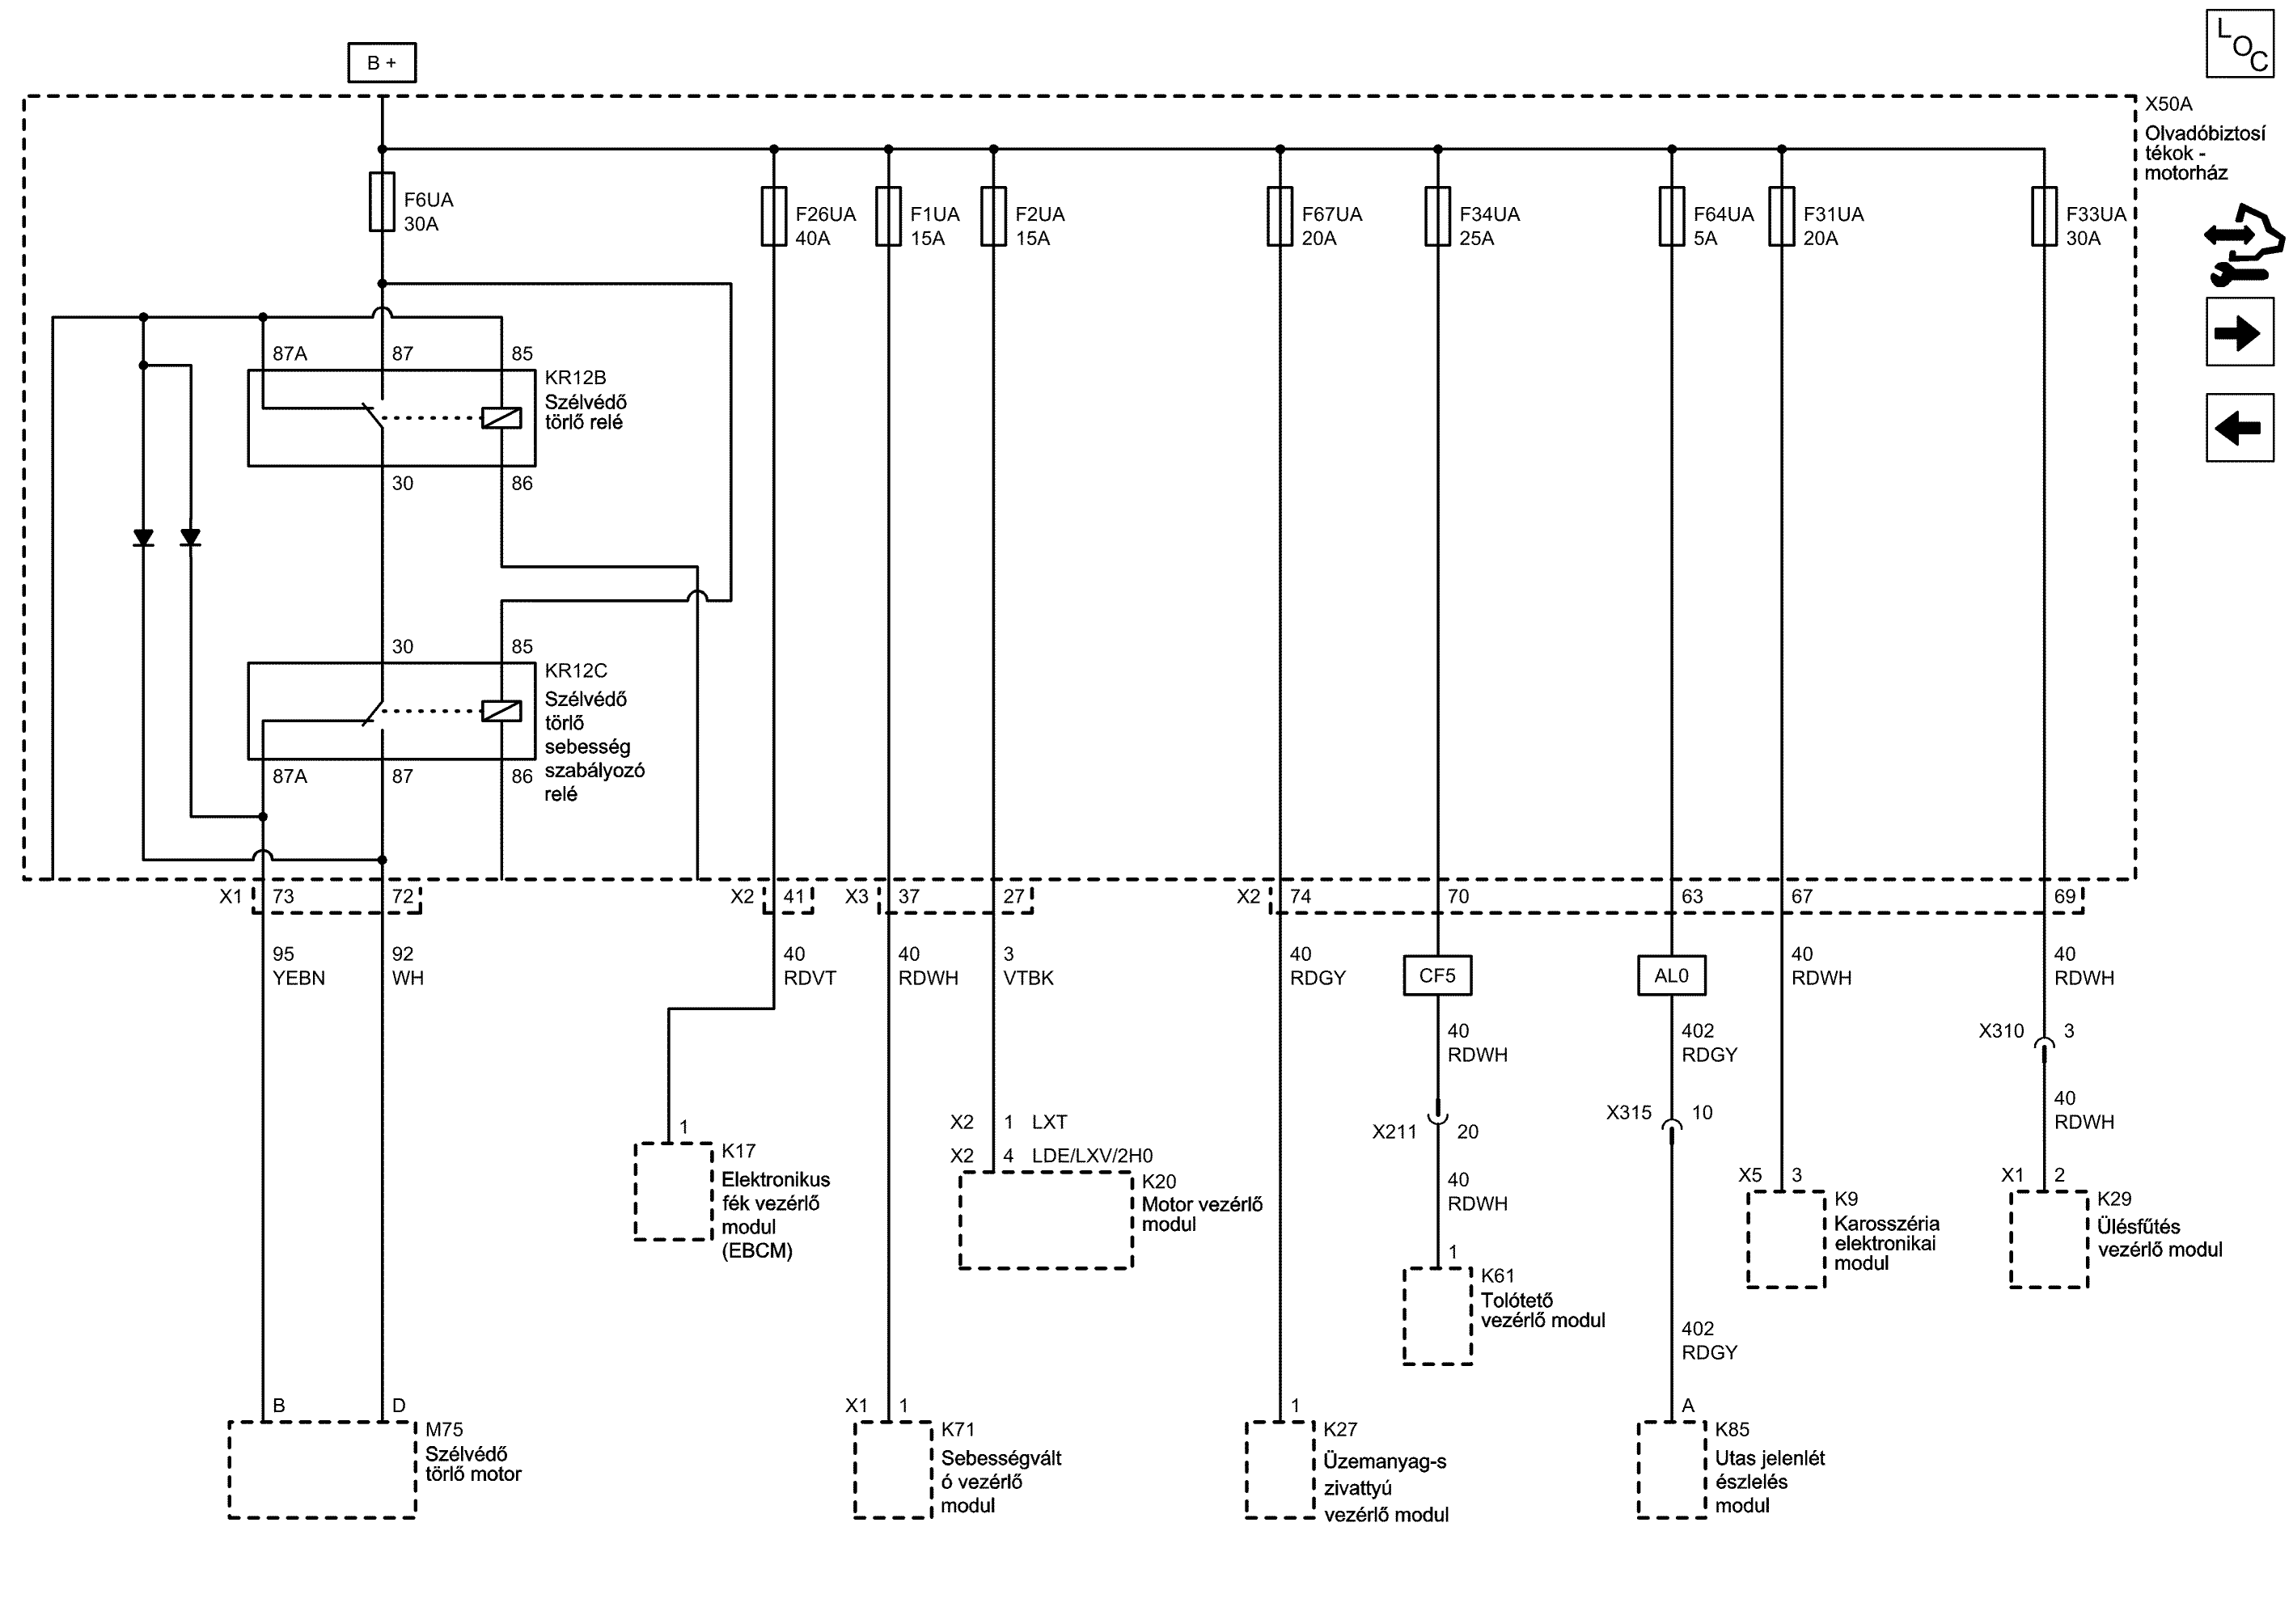 L
O
C
B +
X50A
Olvadóbiztosí
tékok -
motorház
F6UA
30A
F26UA
40A
F1UA
15A
F2UA
15A
F67UA
20A
F34UA
25A
F64UA
5A
F31UA
20A
F33UA
30A
87A
87
85
KR12B
Szélvédő
törlő relé
30
86
30
85
KR12C
Szélvédő
törlő
sebesség
szabályozó
relé
87A
87
86
X1
73
72
X2
41
X3
37
27
X2
74
70
63
67
69
95
YEBN
92
WH
40
RDVT
40
RDWH
3
VTBK
40
RDGY
CF5
AL0
40
RDWH
40
RDWH
40
RDWH
402
RDGY
X310
3
X211
20
X315
10
40
RDWH
X2
1
LXT
X2
4
LDE/LXV/2H0
1
K17
Elektronikus
fék vezérlő
modul
(EBCM)
K20
Motor vezérlő
modul
40
RDWH
X5
3
K9
Karosszéria
elektronikai
modul
X1
2
K29
Ülésfűtés
vezérlő modul
1
K61
Tolótető
vezérlő modul
402
RDGY
B
D
M75
Szélvédő
törlő motor
X1
1
K71
Sebességvált
ó vezérlő
modul
1
K27
Üzemanyag-s
zivattyú
vezérlő modul
A
K85
Utas jelenlét
észlelés
modul